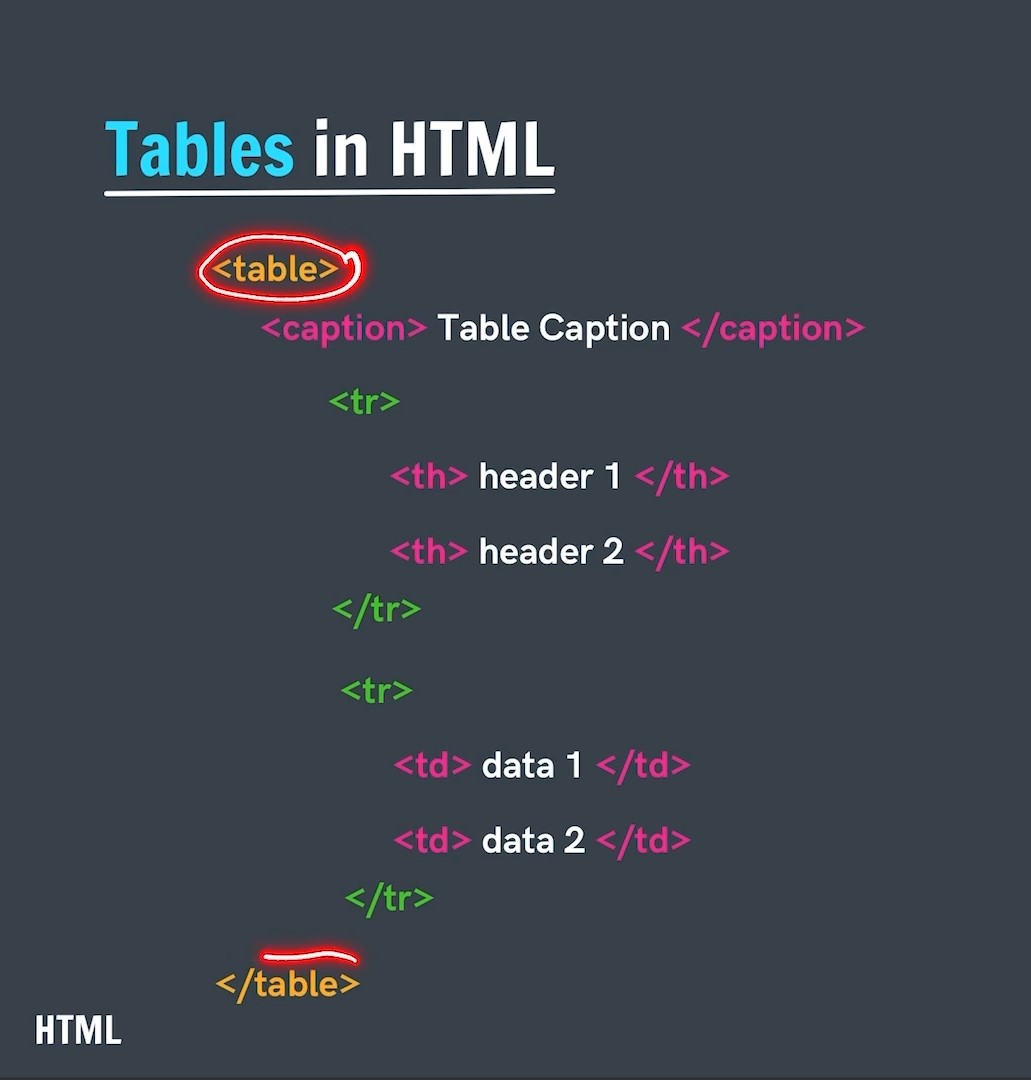 Tables in HTML
<table>
<caption> Table Caption </caption>
<tr>
<th> header 1 </th>
<th> header 2 </th>
</tr>
<tr>
<td> data 1 </td>
<td> data 2 </td>
</tr>
</table>
HTML